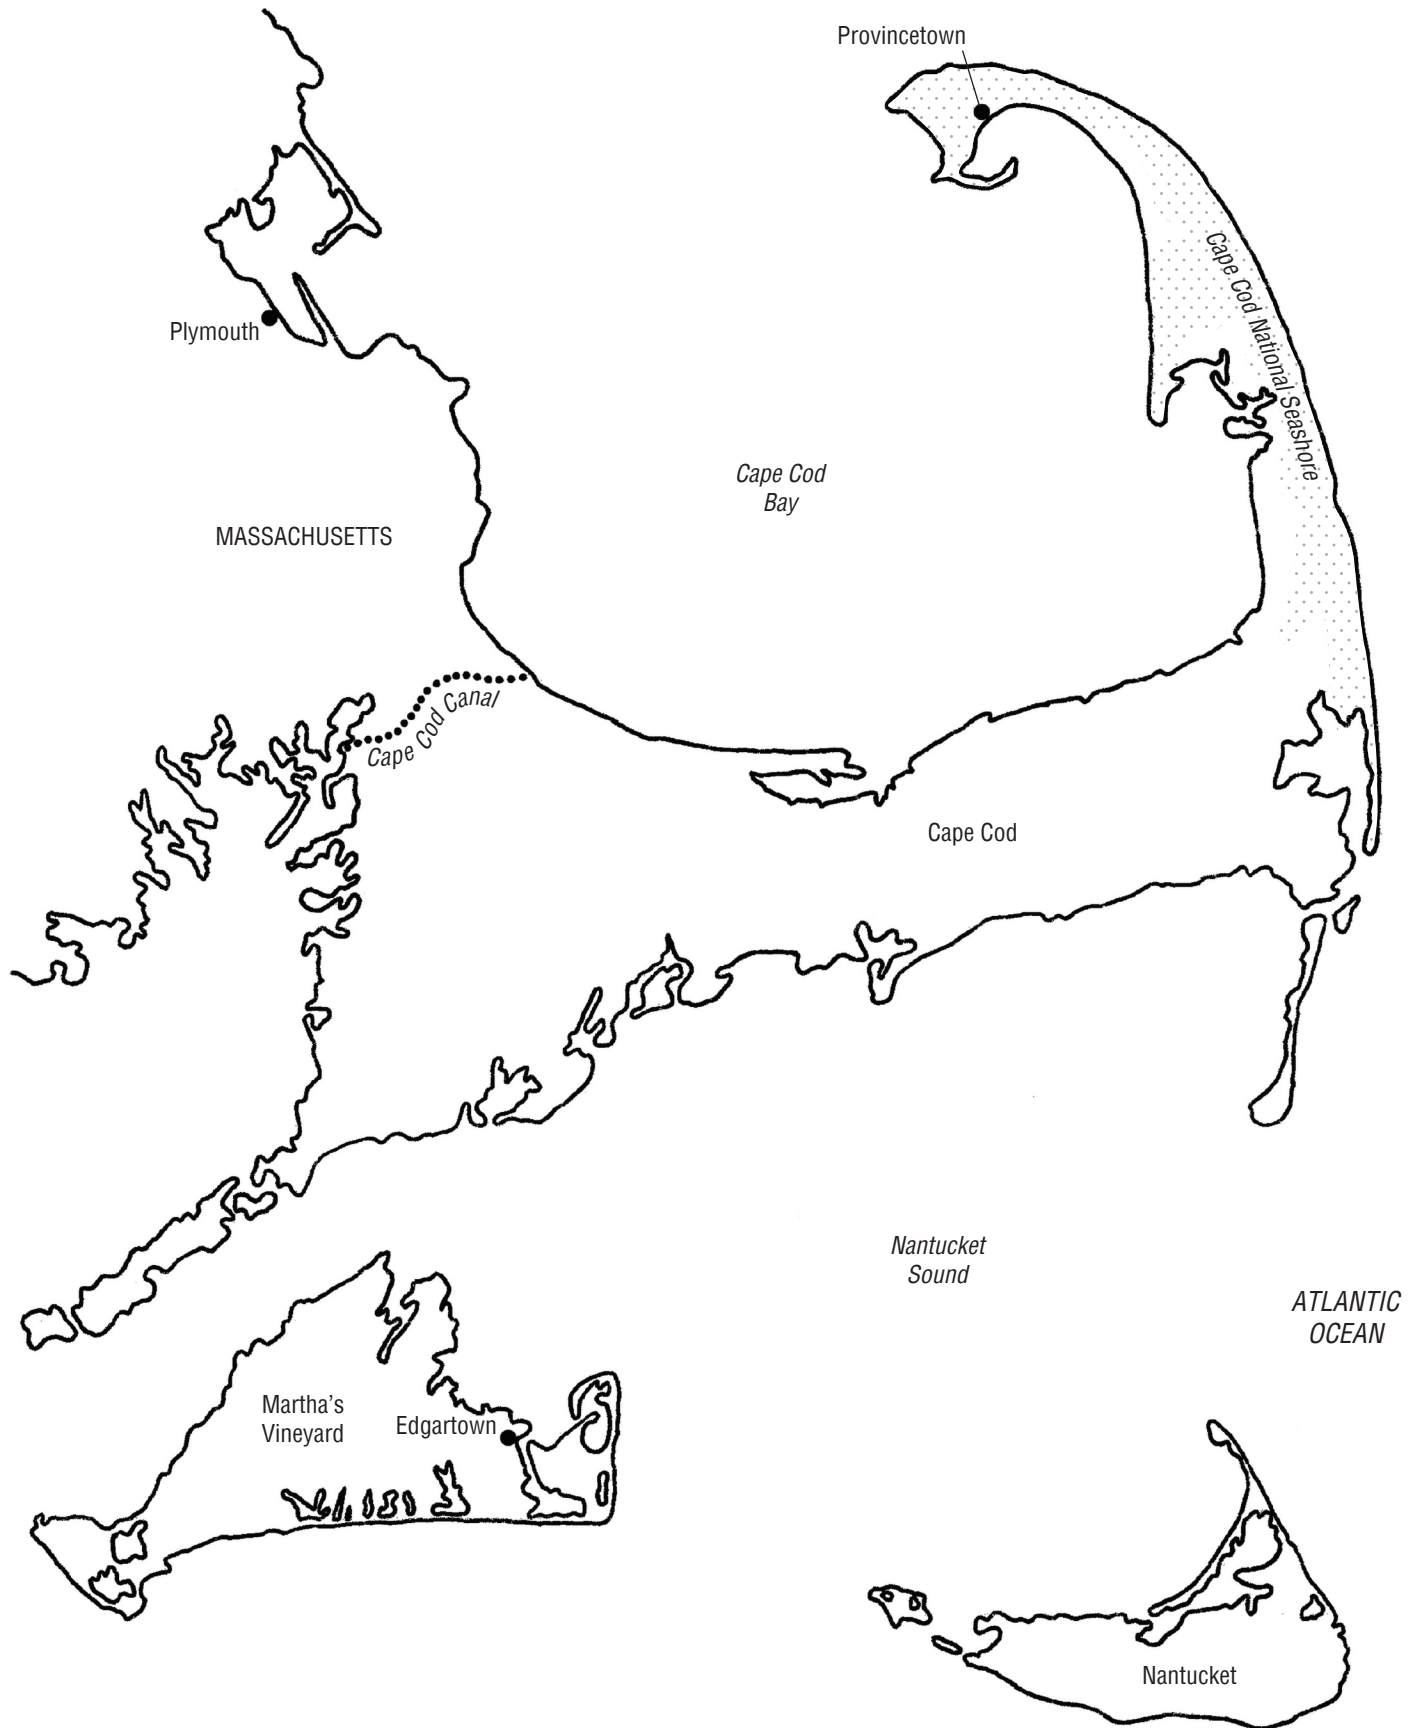 Provincetown
Cape Cod National Seashore
Plymouth
Cape Cod
Bay
MASSACHUSETTS
Cape Cod Canal
Cape Cod
Nantucket
Sound
ATLANTIC
OCEAN
Martha’s
Vineyard
Edgartown
Nantucket